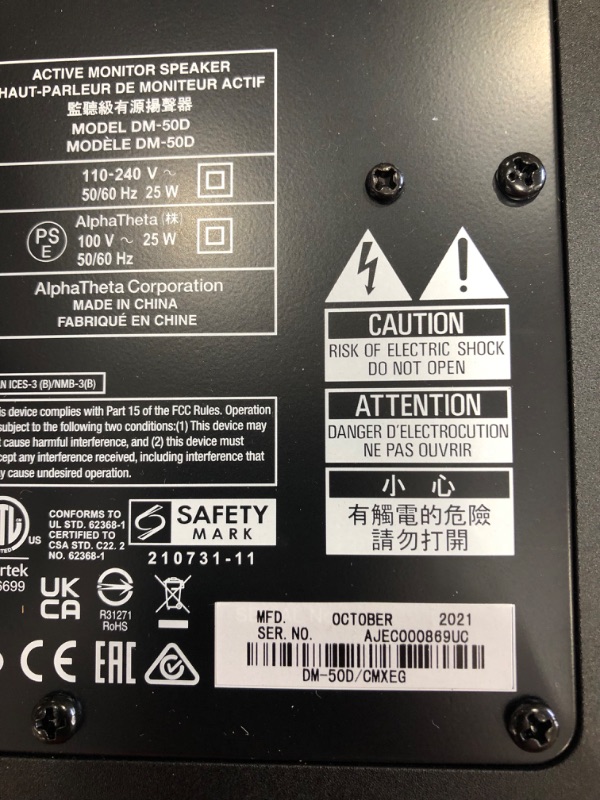 ACTIVE MONITOR SPEAKER
HAUT-PARLEUR DE MONITEUR ACTIF
監聽級有源揚聲器
MODEL DM-50D
MODÈLE DM-50D
110-240 V ~
50/60 Hz 25 W
PS
E
AlphaTheta (株)
100 V ~ 25 W
50/60 Hz
AlphaTheta Corporation
MADE IN CHINA
FABRIQUÉ EN CHINE
CAUTION
RISK OF ELECTRIC SHOCK
DO NOT OPEN
ATTENTION
DANGER D'ELECTROCUTION
NE PAS OUVRIR
小 心
有觸電的危險
請勿打開
ICES-3 (B)/NMB-3(B)
device complies with Part 15 of the FCC Rules. Operation
subject to the following two conditions:(1) This device may
cause harmful interference, and (2) this device must
any interference received, including interference that
cause undesired operation.
US
CONFORMS TO
UL STD. 62368-1
CERTIFIED TO
CSA STD. C22. 2
NO. 62368-1
SAFETY
MARK
210731-11
UK
CA
R31271
RoHS
CE EAC
MFD. OCTOBER 2021
SER. NO. AJEC000869UC
DM-50D/CMXEG